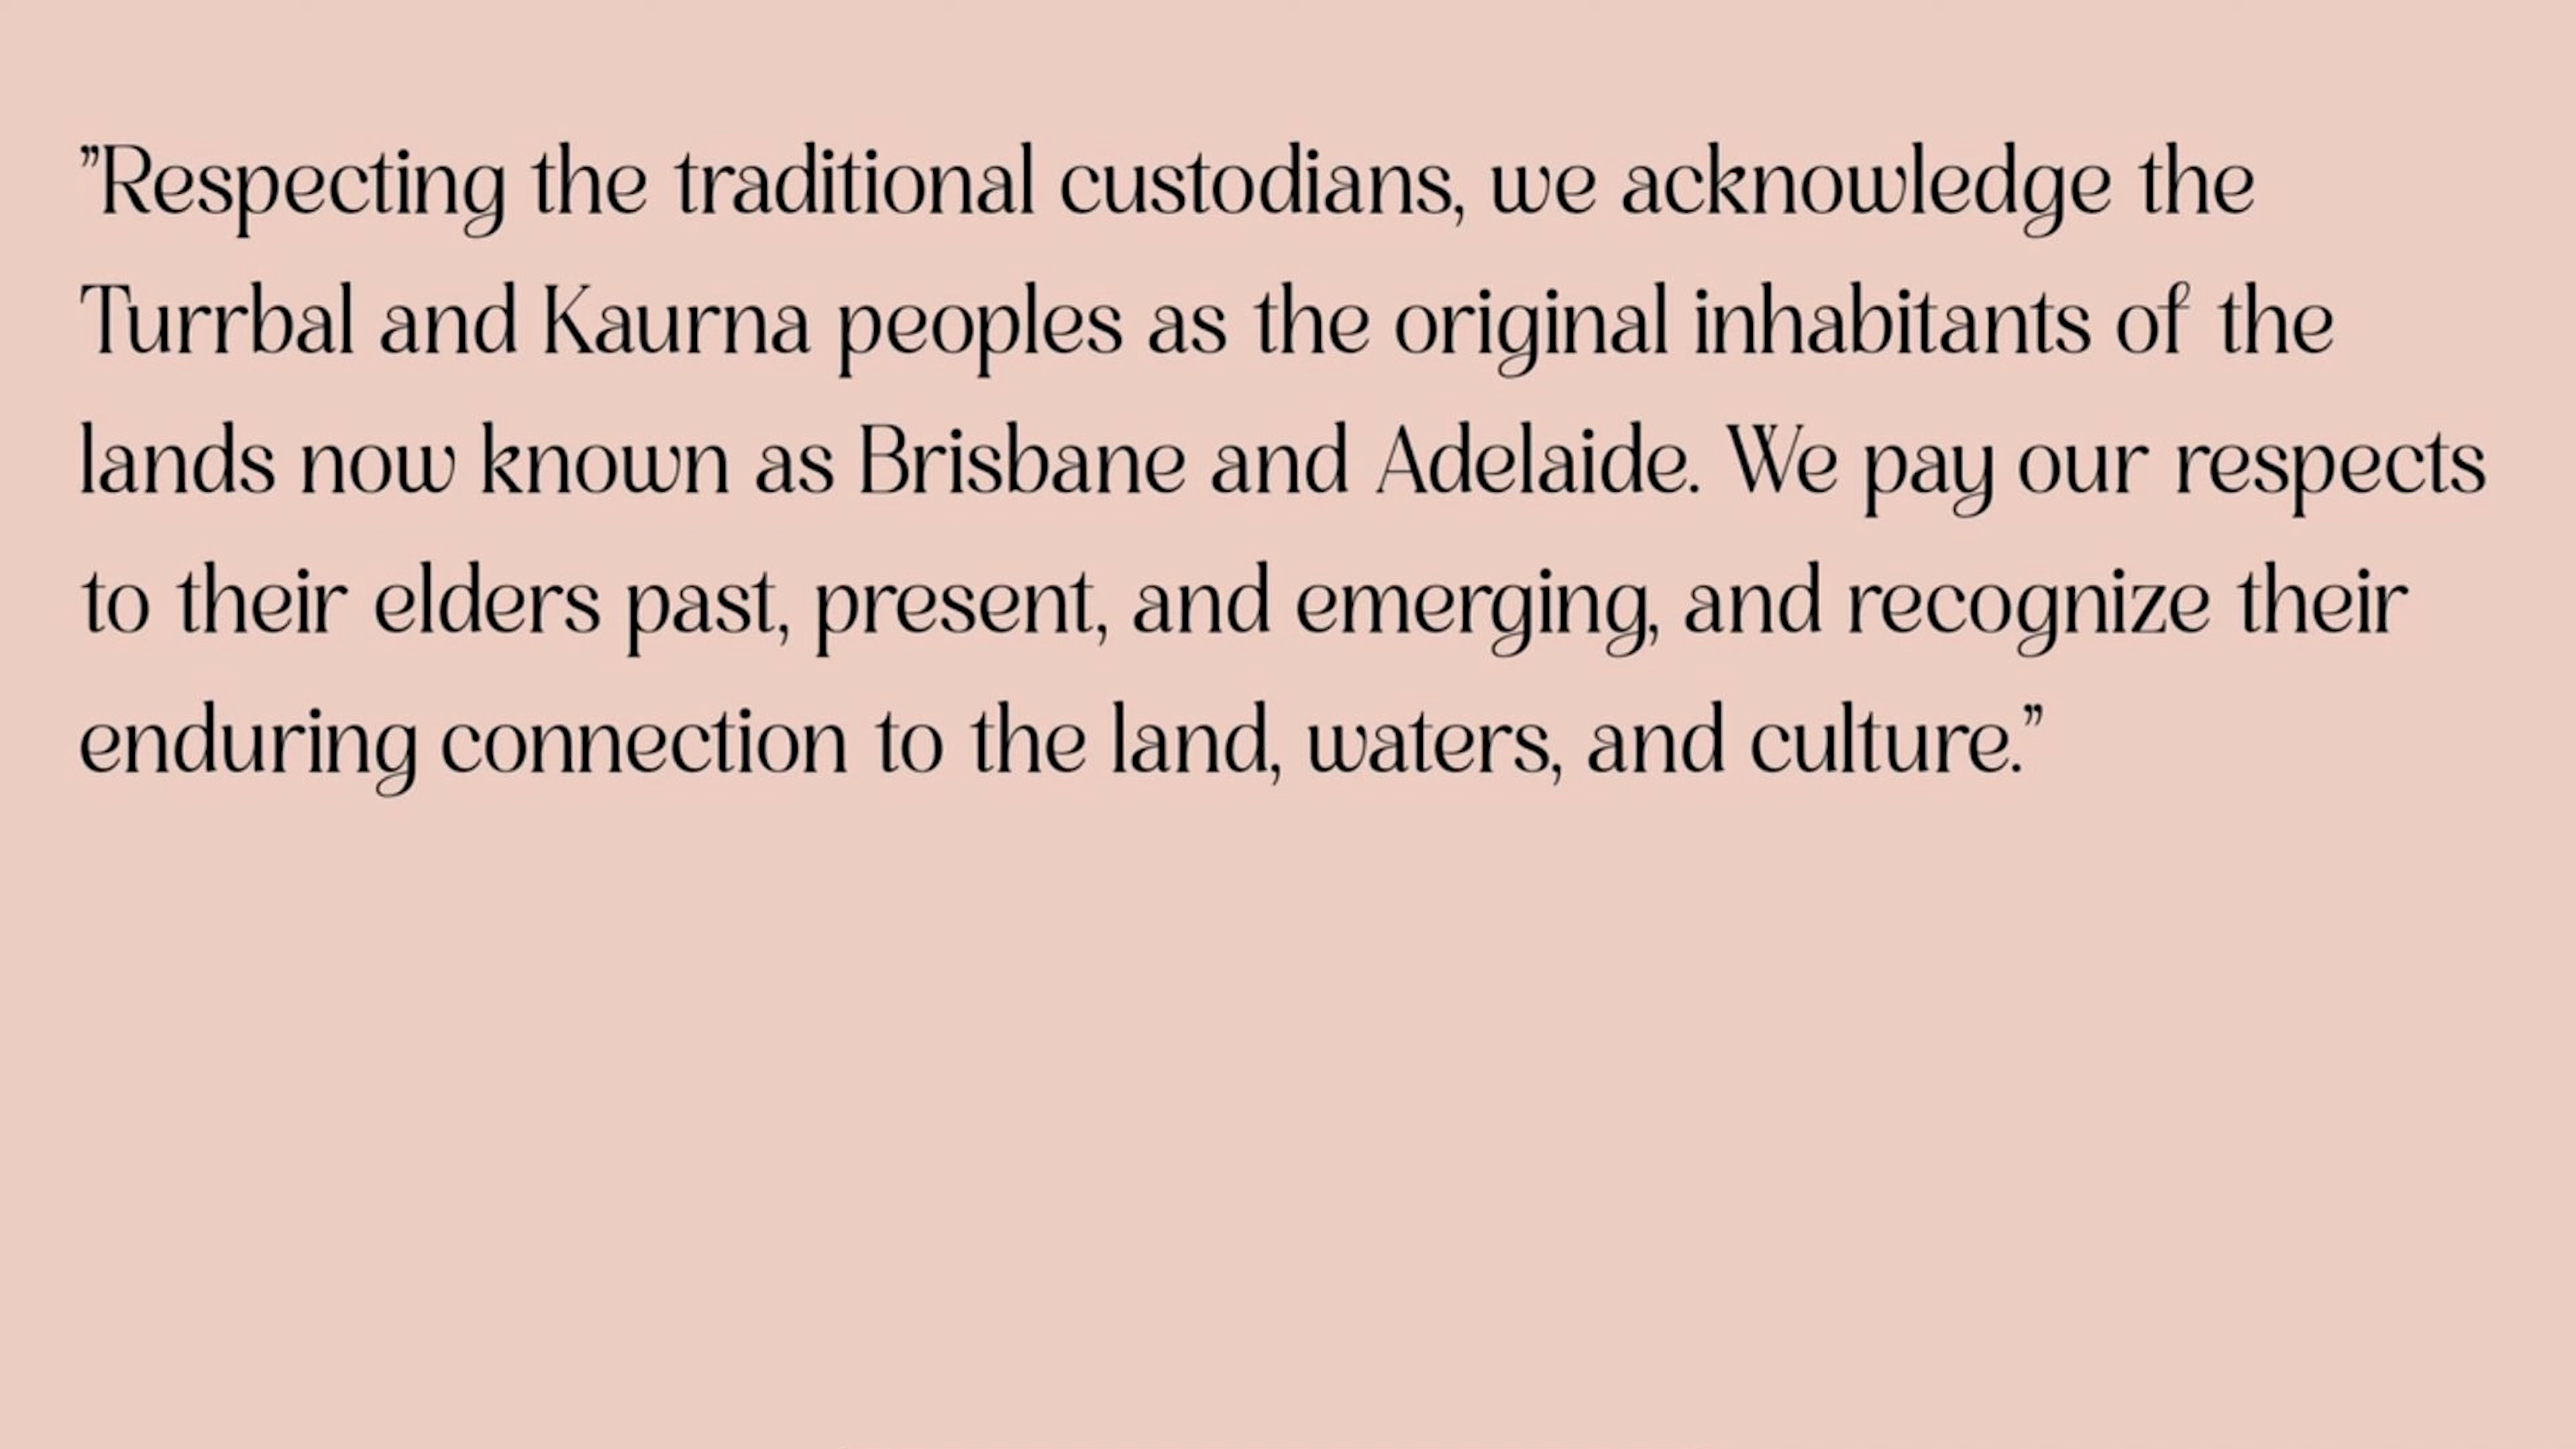 ”Respecting the traditional custodians, we acknowledge the
Turrbal and Kaurna peoples as the original inhabitants of the
lands now known as Brisbane and Adelaide. We pay our respects
to their elders past, present, and emerging, and recognize their
enduring connection to the land, waters, and culture.”